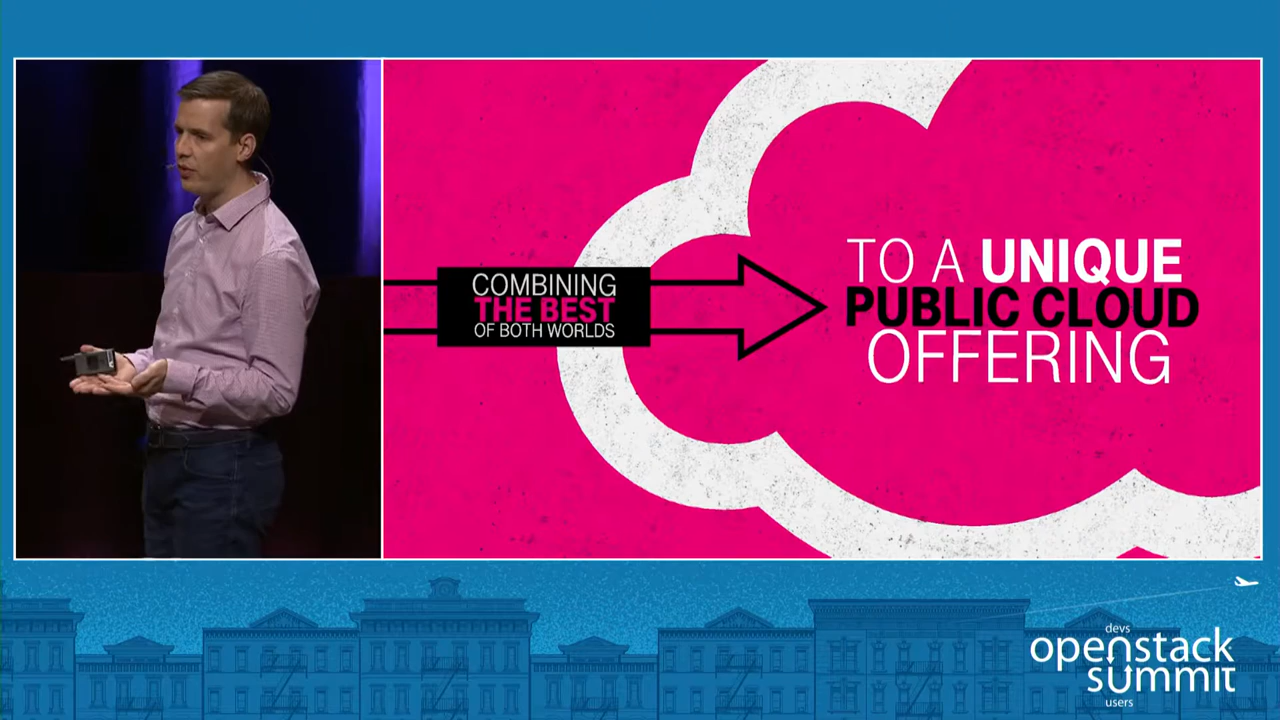 COMBINING
THE BEST
OF BOTH WORLDS
TO A UNIQUE
PUBLIC CLOUD
OFFERING
devs
openstack
summit
users